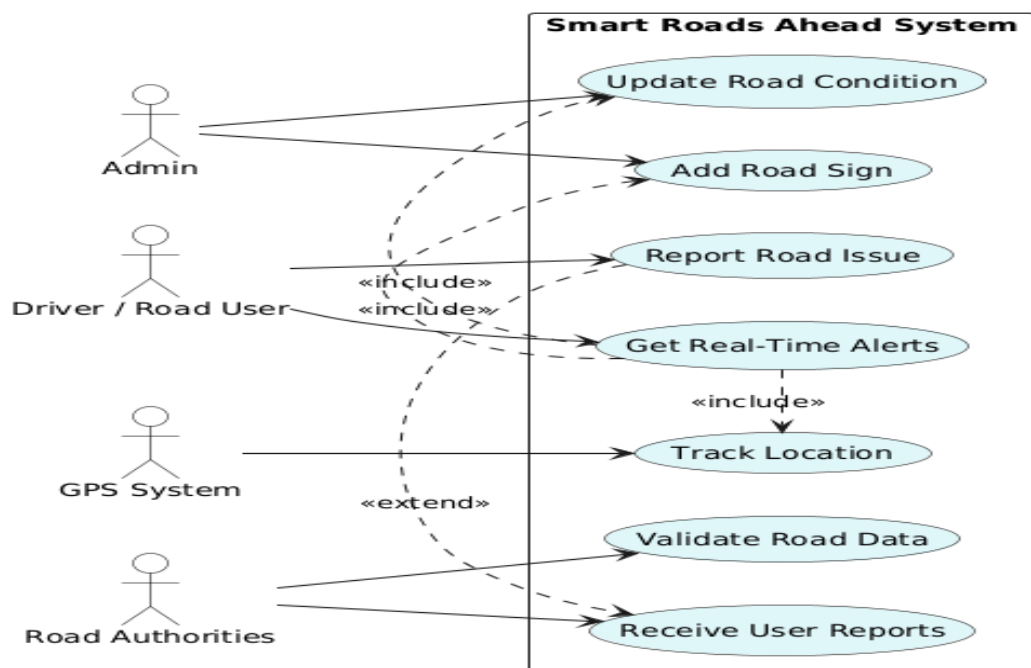 Smart Roads Ahead System
Update Road Condition
Admin
Add Road Sign
Report Road Issue
«include»
Driver / Road User
«include»
Get Real-Time Alerts
«include»
Track Location
GPS System
«extend»
Validate Road Data
Road Authorities
Receive User Reports